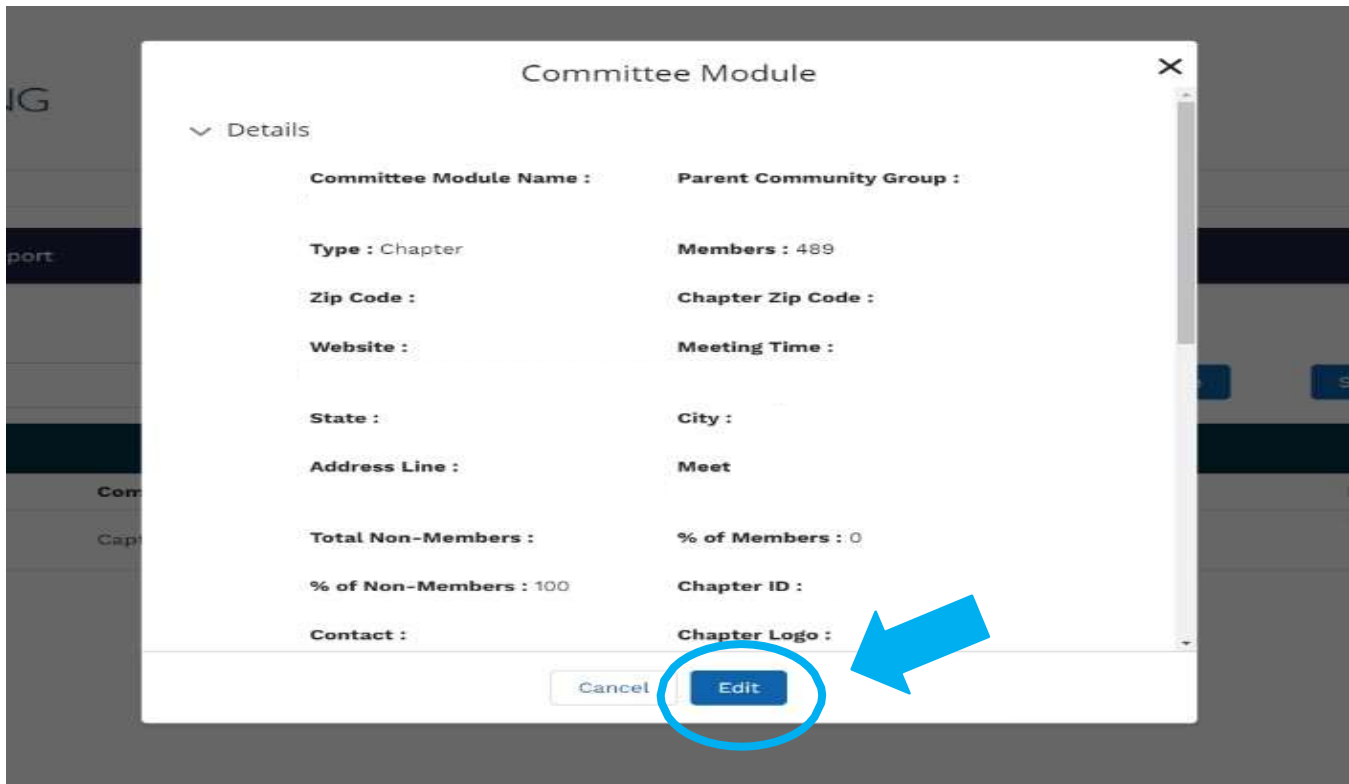 Committee Module
NG
Details
Committee Module Name : Parent Community Group :
Type : Chapter Members : 489
port
Zip Code : Chapter Zip Code :
Website : Meeting Time :
State : City :
Address Line : Meet
Com
Capt
Total Non-Members : % of Members : 0
% of Non-Members : 100 Chapter ID :
Contact : Chapter Logo :
Cancel Edit